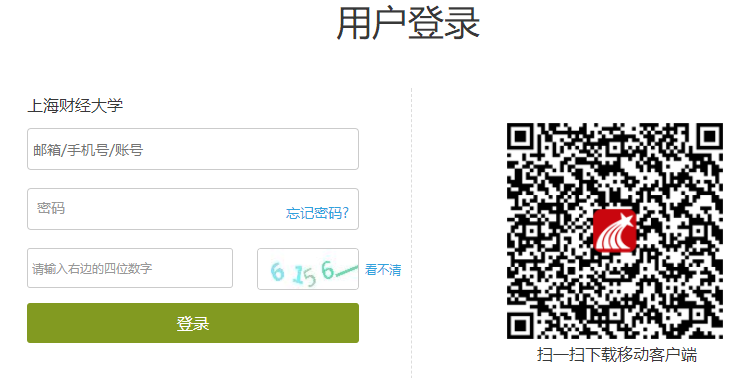 用户登录
上海财经大学
邮箱/手机号/账号
密码
忘记密码?
请输入右边的四位数字
6156
看不清
登录
扫一扫下载移动客户端